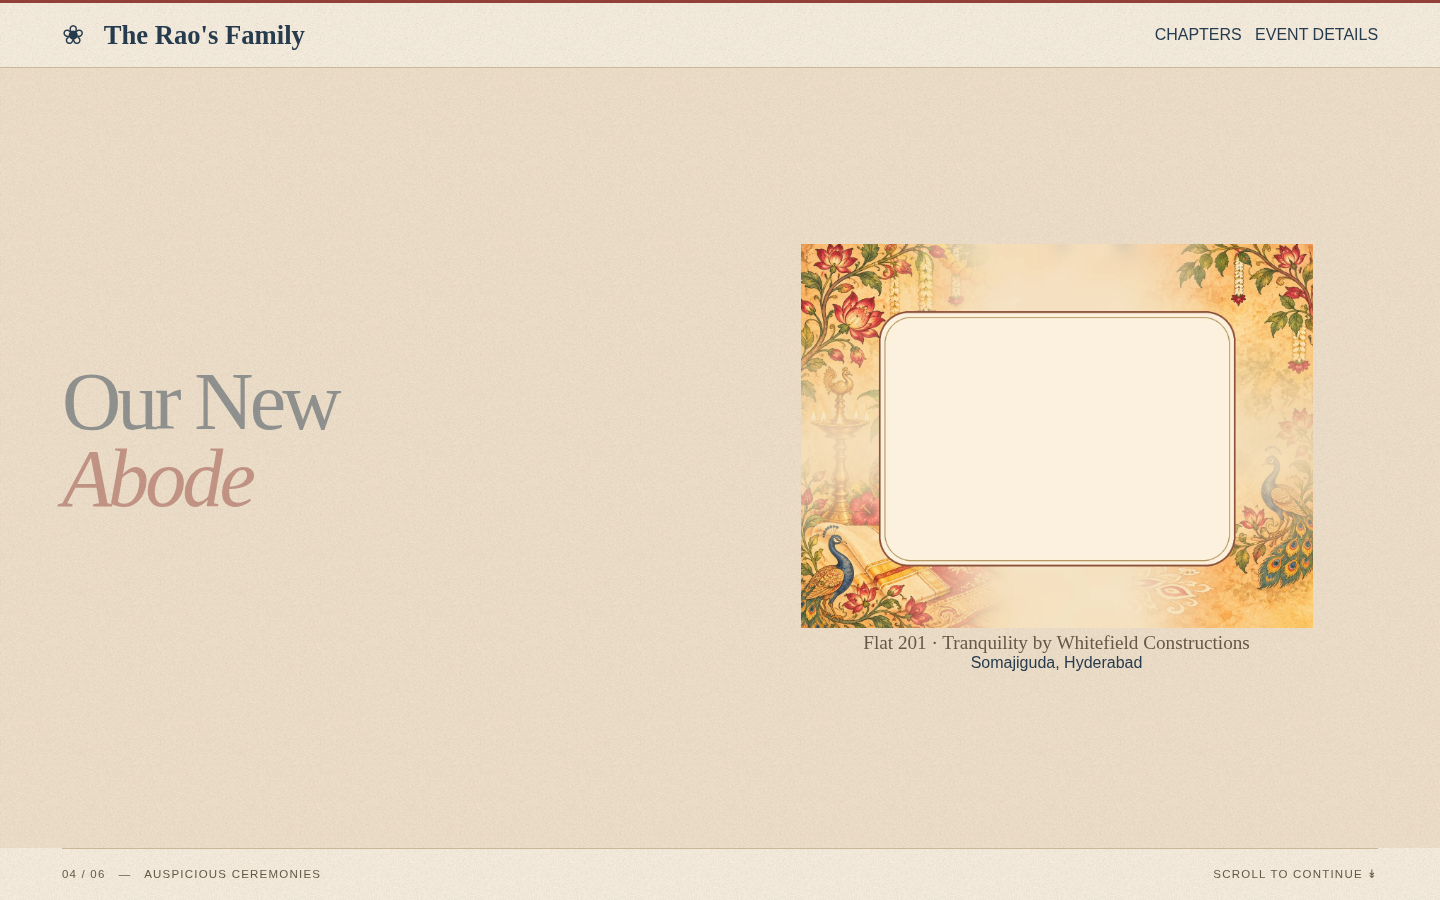 ❀ The Rao's Family
CHAPTERS EVENT DETAILS
Our New
Abode
Flat 201 · Tranquility by Whitefield Constructions
Somajiguda, Hyderabad
04 / 06 — AUSPICIOUS CEREMONIES
SCROLL TO CONTINUE ↡